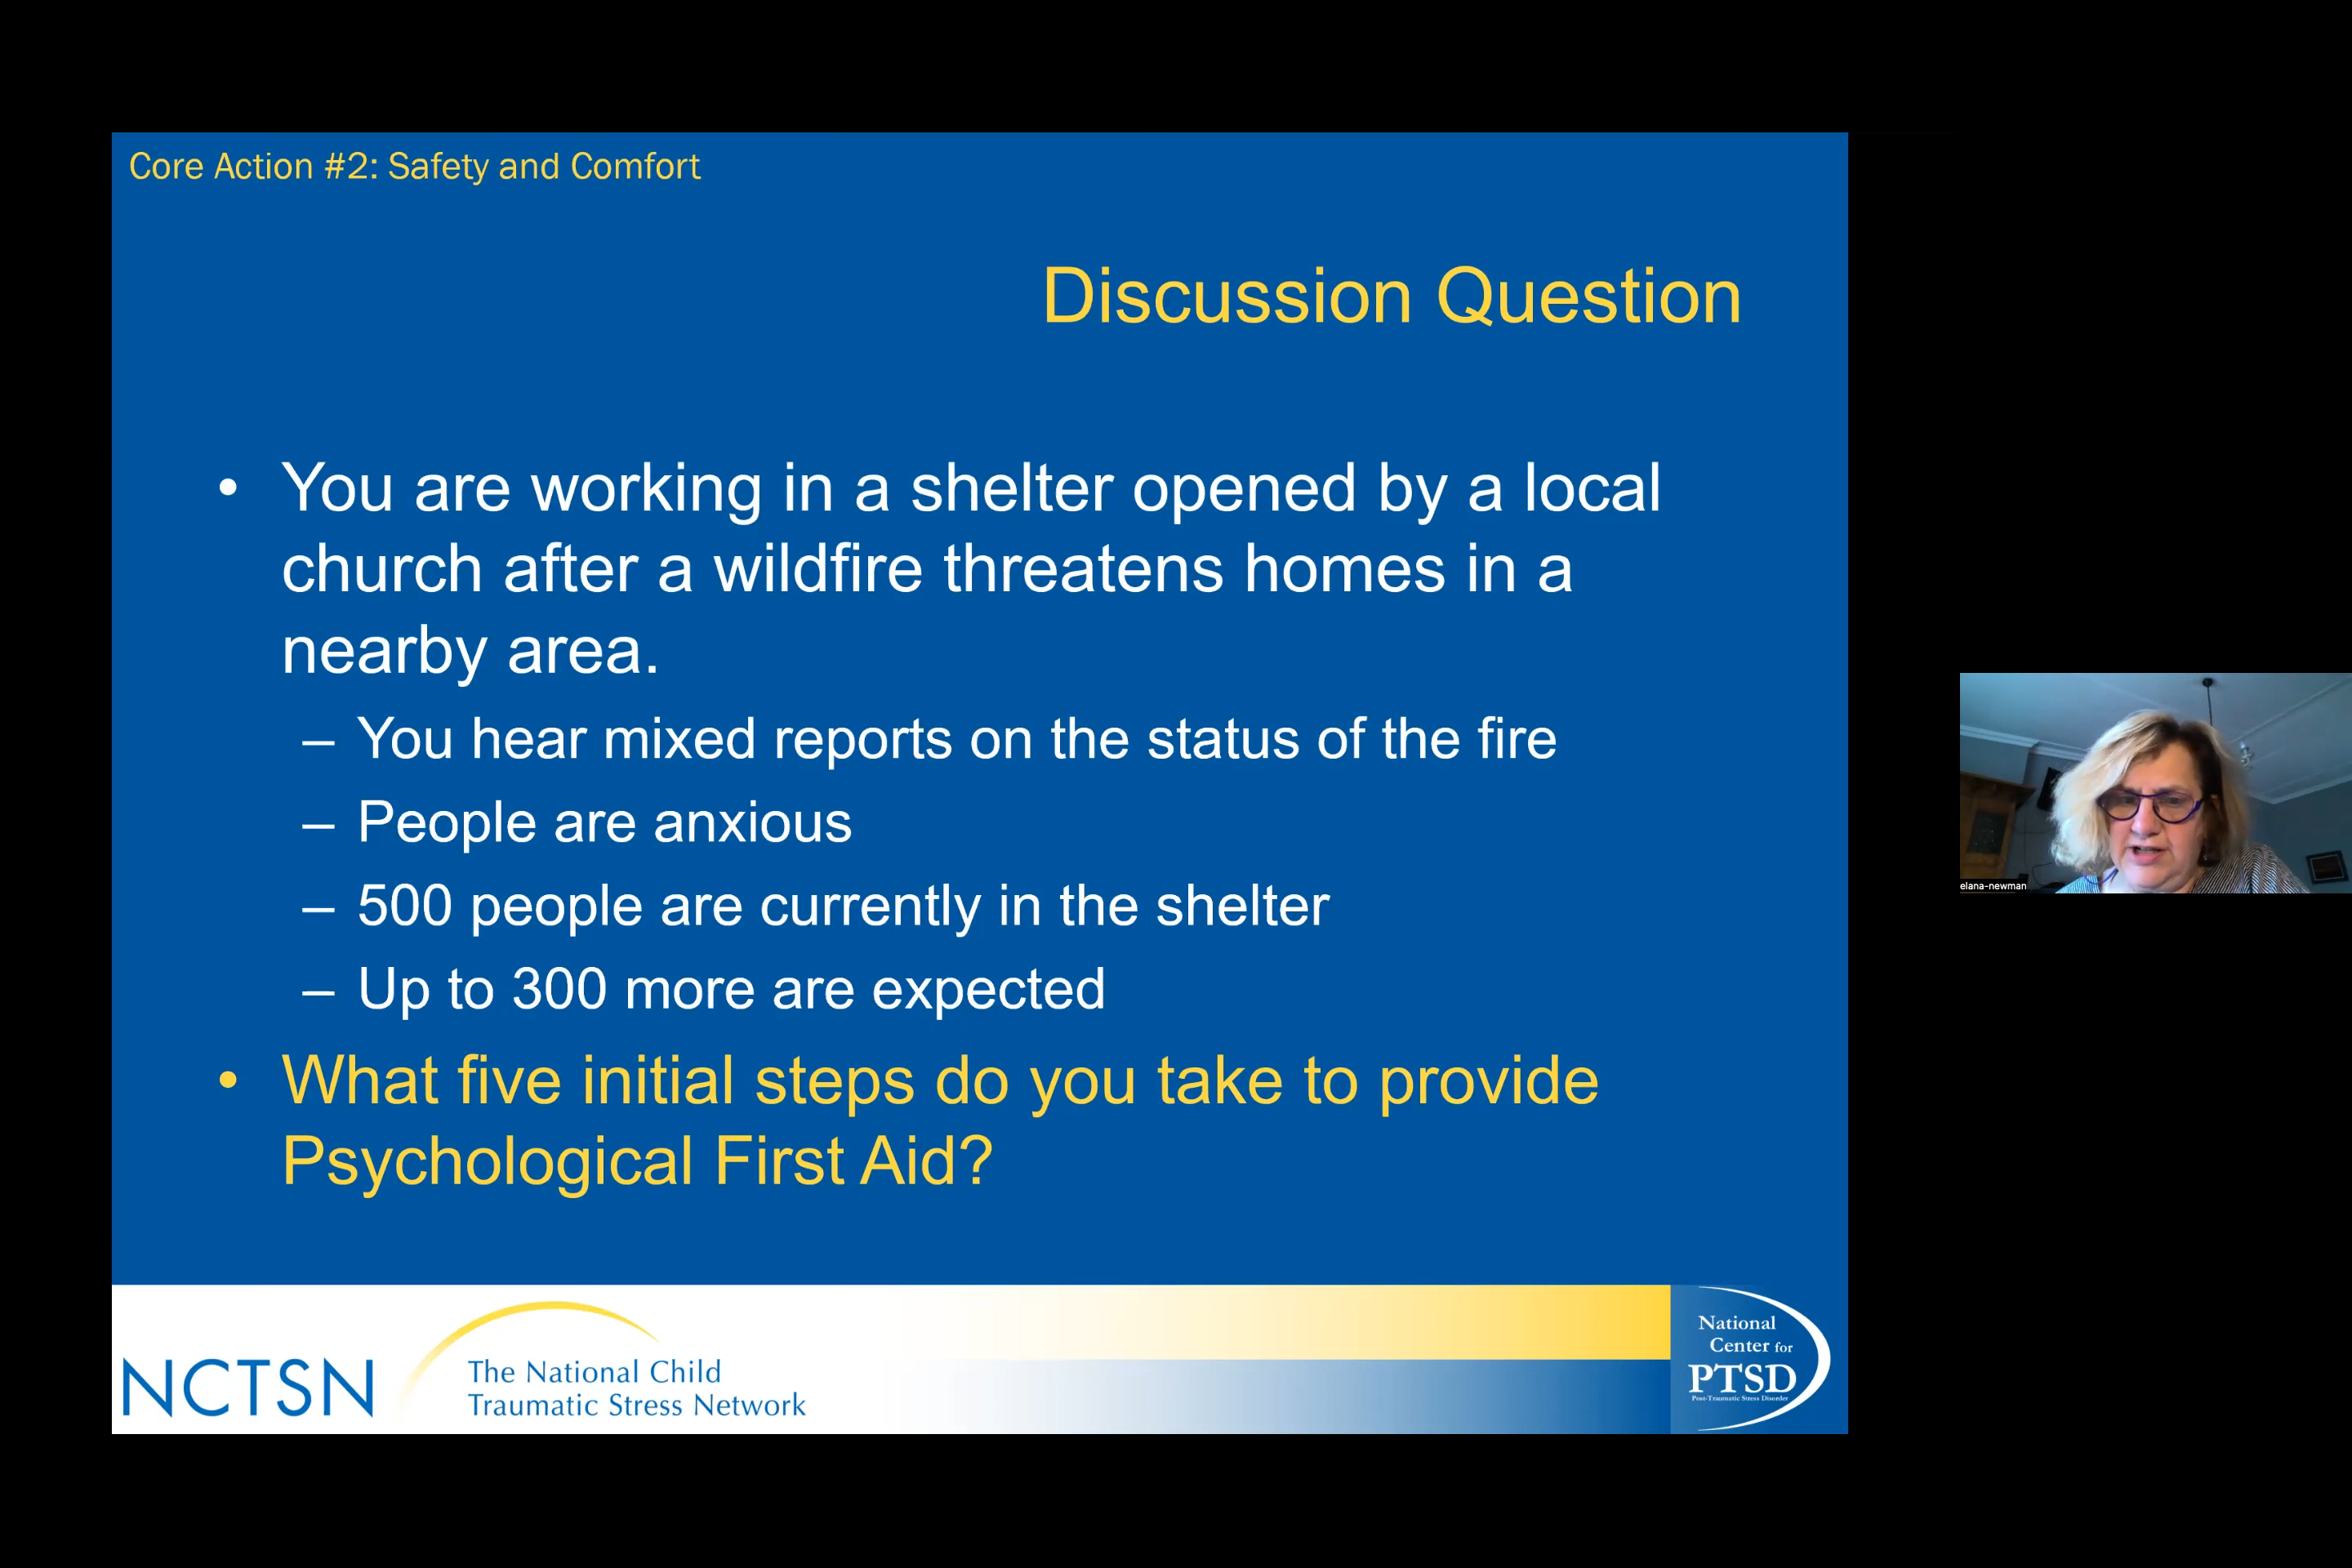 Core Action #2: Safety and Comfort
Discussion Question
• You are working in a shelter opened by a local
church after a wildfire threatens homes in a
nearby area.
– You hear mixed reports on the status of the fire
– People are anxious
– 500 people are currently in the shelter
– Up to 300 more are expected
• What five initial steps do you take to provide
Psychological First Aid?
NCTSN
The National Child
Traumatic Stress Network
National
Center for
PTSD
Post-Traumatic Stress Disorder
elana-newman